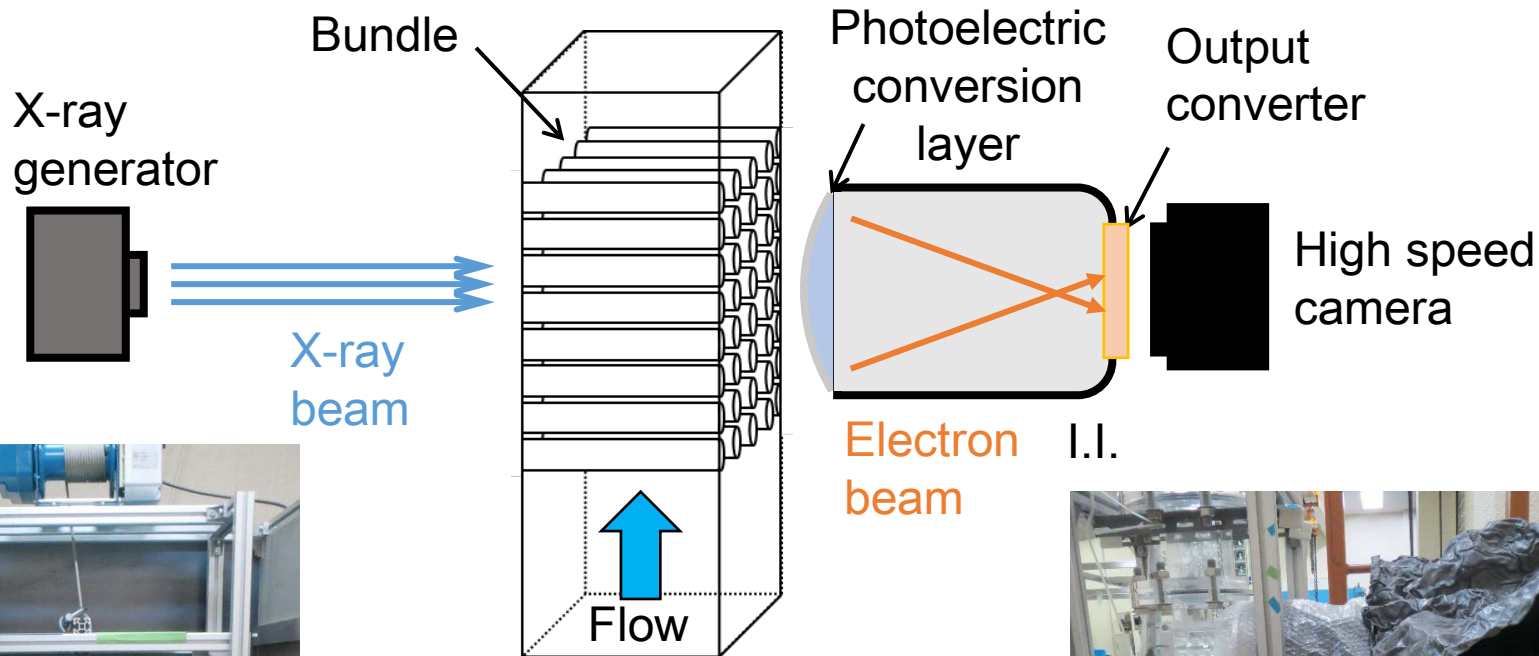 Bundle
Photoelectric
conversion
layer
Output
converter
X-ray
generator
High speed
camera
X-ray
beam
Electron
beam
I.I.
Flow